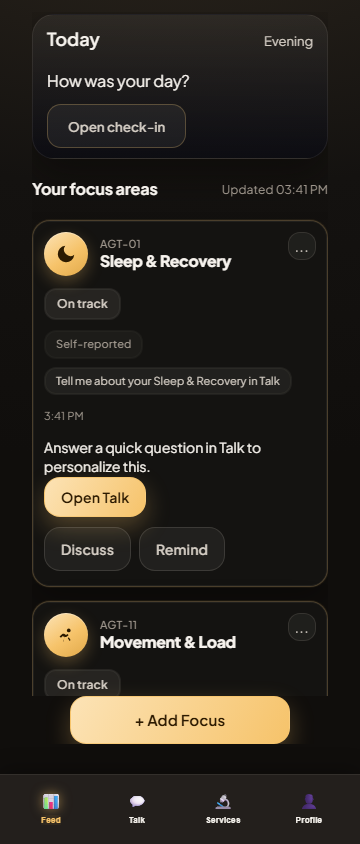 Today
Evening
How was your day?
Open check-in
Your focus areas
Updated 03:41 PM
AGT-01
...
Sleep & Recovery
On track
Self-reported
Tell me about your Sleep & Recovery in Talk
3:41 PM
Answer a quick question in Talk to
personalize this.
Open Talk
Discuss
Remind
AGT-11
...
Movement & Load
On track
+ Add Focus
Feed
Talk
Services
Profile